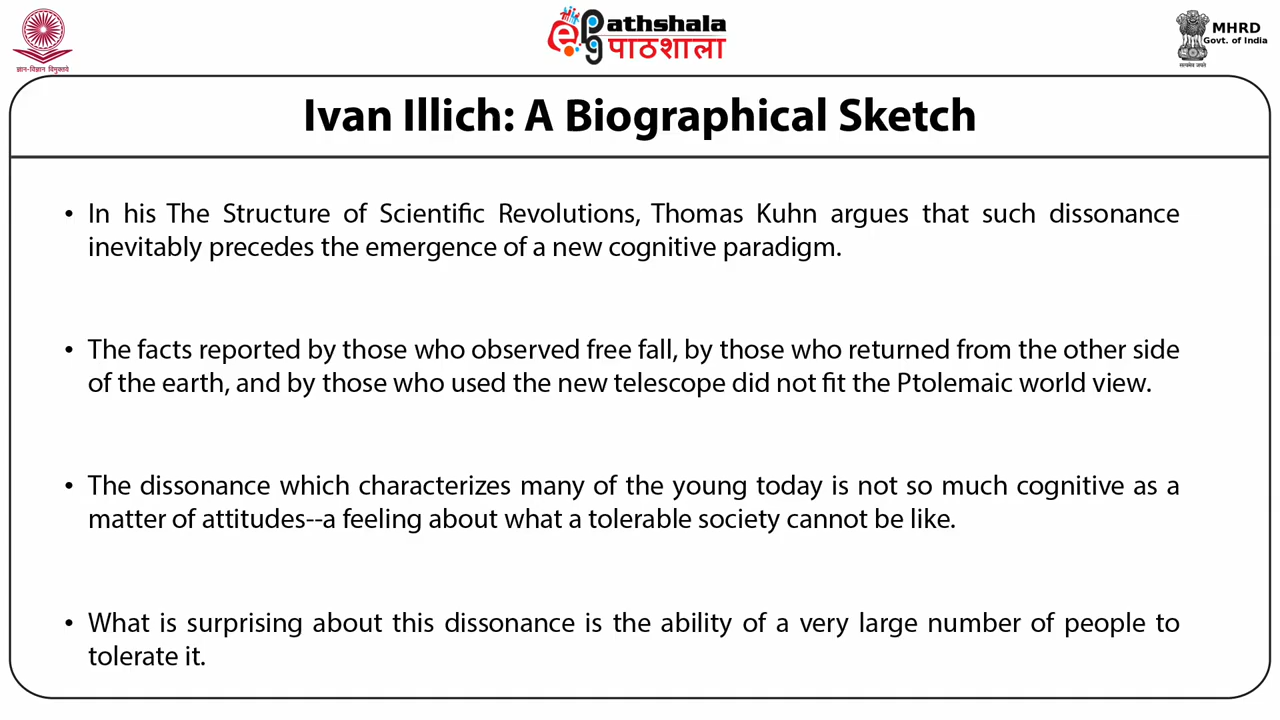 ज्ञान-विज्ञान विमुक्तये
ePG Pathshala
पाठशाला
सत्यमेव जयते
MHRD
Govt. of India
Ivan Illich: A Biographical Sketch
• In his The Structure of Scientific Revolutions, Thomas Kuhn argues that such dissonance
inevitably precedes the emergence of a new cognitive paradigm.
• The facts reported by those who observed free fall, by those who returned from the other side
of the earth, and by those who used the new telescope did not fit the Ptolemaic world view.
• The dissonance which characterizes many of the young today is not so much cognitive as a
matter of attitudes--a feeling about what a tolerable society cannot be like.
• What is surprising about this dissonance is the ability of a very large number of people to
tolerate it.